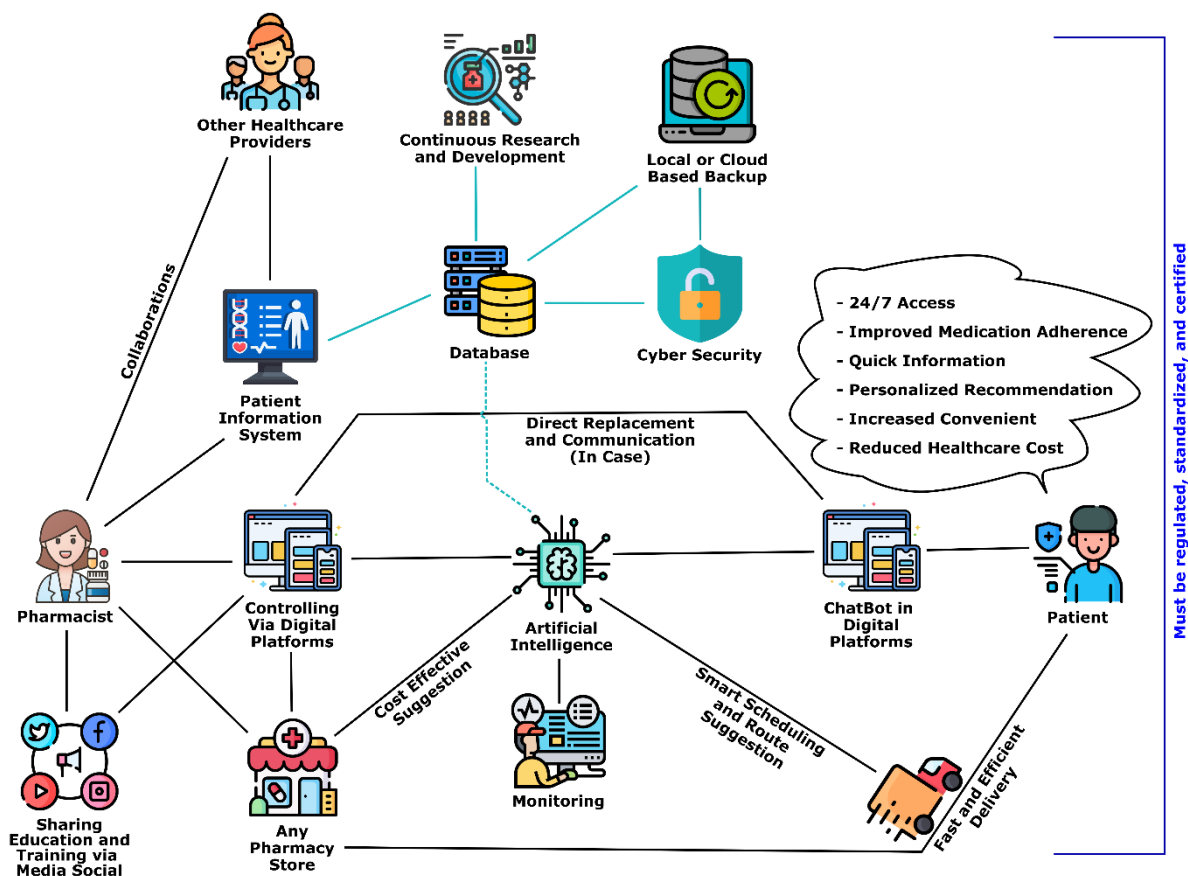 Other Healthcare
Providers
Continuous Research
and Development
Local or Cloud
Based Backup
Collaborations
Patient
Information
System
Database
Cyber Security
- 24/7 Access
- Improved Medication Adherence
- Quick Information
- Personalized Recommendation
- Increased Convenient
- Reduced Healthcare Cost
Must be regulated, standardized, and certified
Direct Replacement
and Communication
(In Case)
Pharmacist
Controlling
Via Digital
Platforms
Artificial
Intelligence
ChatBot in
Digital
Platforms
Patient
Cost Effective
Suggestion
Smart Scheduling
and Route
Suggestion
Monitoring
Fast and Efficient
Delivery
Sharing
Education and
Training via
Media Social
Any
Pharmacy
Store